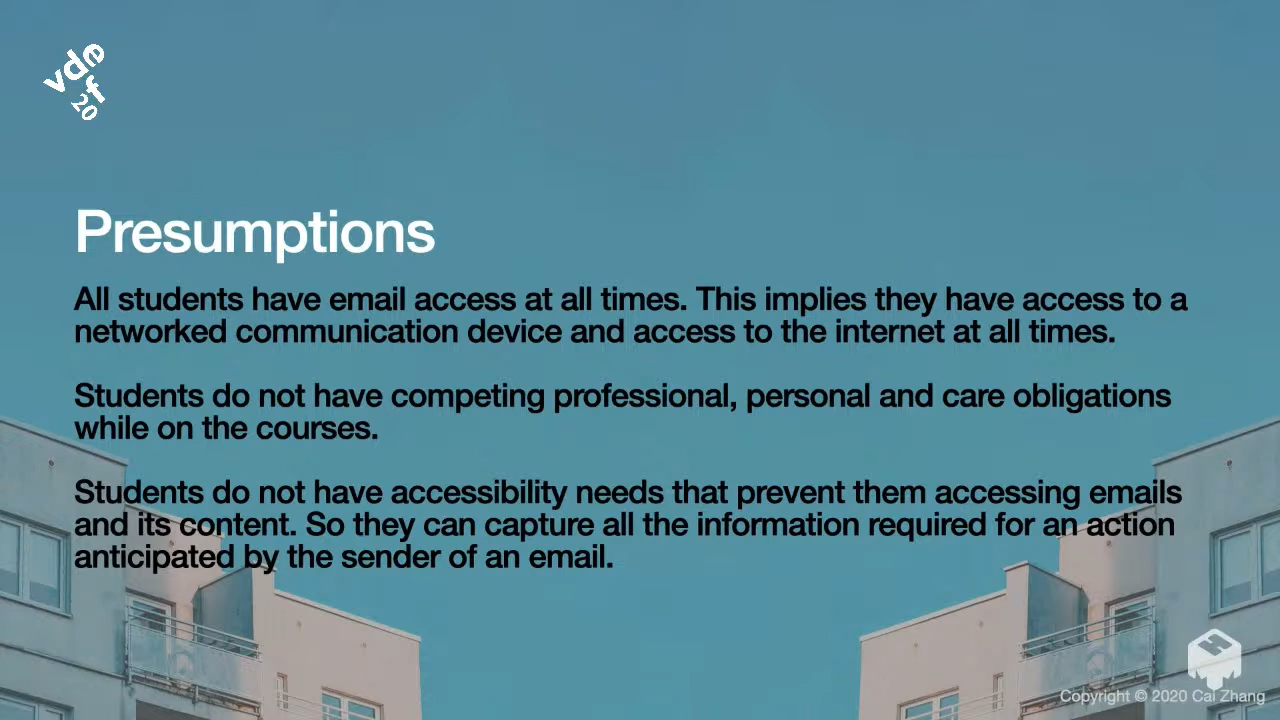 vdef
20
Presumptions
All students have email access at all times. This implies they have access to a
networked communication device and access to the internet at all times.
Students do not have competing professional, personal and care obligations
while on the courses.
Students do not have accessibility needs that prevent them accessing emails
and its content. So they can capture all the information required for an action
anticipated by the sender of an email.
Copyright © 2020 Cai Zhang